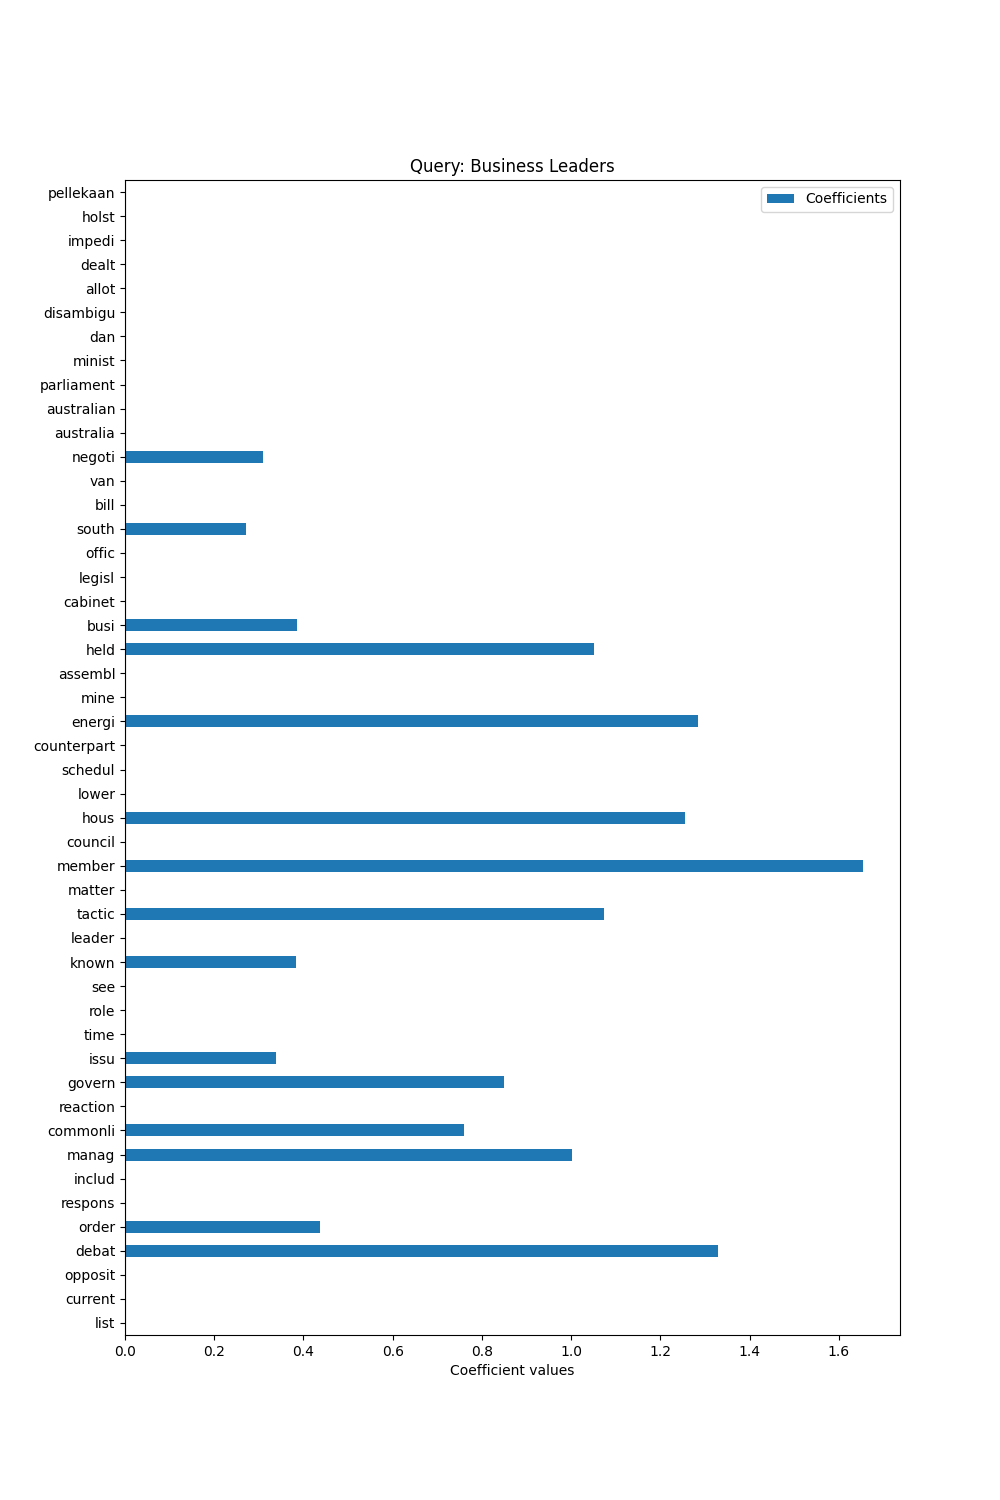 Query: Business Leaders
Coefficients
pellekaan
holst
impedi
dealt
allot
disambigu
dan
minist
parliament
australian
australia
negoti
van
bill
south
offic
legisl
cabinet
busi
held
assembl
mine
energi
counterpart
schedul
lower
hous
council
member
matter
tactic
leader
known
see
role
time
issu
govern
reaction
commonli
manag
includ
respons
order
debat
opposit
current
list
0.0 0.2 0.4 0.6 0.8 1.0 1.2 1.4 1.6
Coefficient values